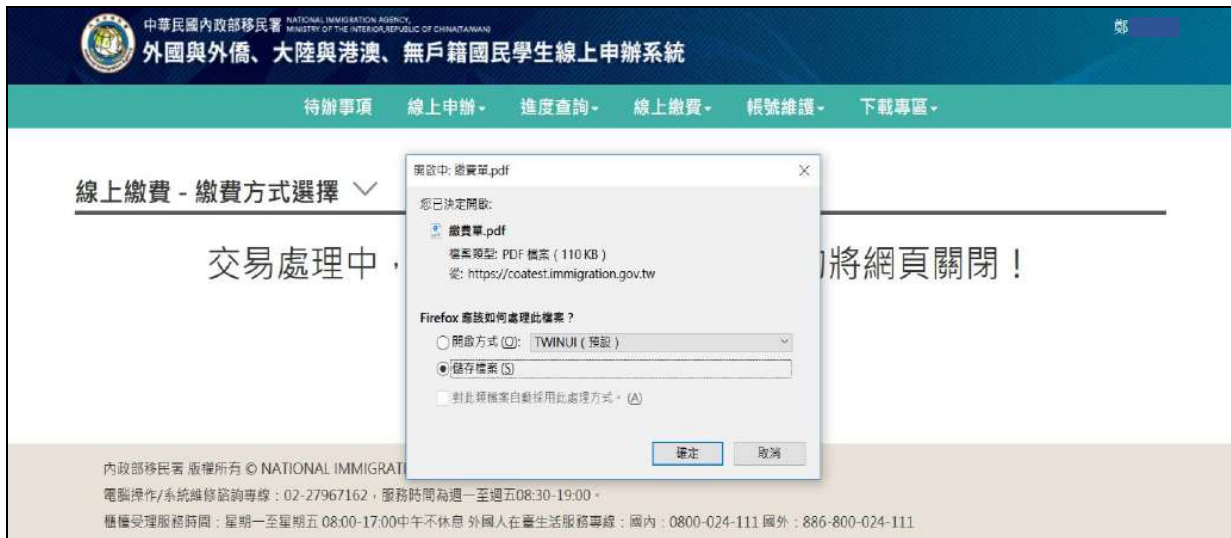 中華民國內政部移民署 NATIONAL IMMIGRATION AGENCY,
MINISTRY OF THE INTERIOR,REPUBLIC OF CHINA(TAIWAN)
外國與外僑、大陸與港澳、無戶籍國民學生線上申辦系統
鄭
待辦事項 線上申辦 進度查詢 線上繳費 帳號維護 下載專區
線上繳費 - 繳費方式選擇
交易處理中，
將網頁關閉！
開啟中: 繳費單.pdf
您已決定開啟:
繳費單.pdf
檔案類型: PDF 檔案 ( 110 KB )
從: https://coatest.immigration.gov.tw
Firefox 應該如何處理此檔案？
開啟方式(O): TWINUI ( 預設 )
儲存檔案(S)
對此類檔案自動採用此處理方式。(A)
確定 取消
內政部移民署 版權所有 © NATIONAL IMMIGRATI
電腦操作/系統維修諮詢專線：02-27967162，服務時間為週一至週五08:30-19:00。
櫃檯受理服務時間：星期一至星期五 08:00-17:00中午不休息 外國人在臺生活服務專線：國內：0800-024-111 國外：886-800-024-111